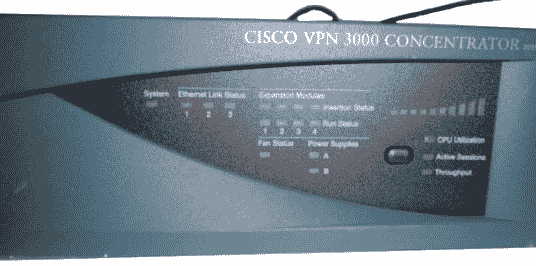 CISCO VPN 3000 CONCENTRATOR
System Ethernet Link Status Expansion Modules
Insertion Status
1 2 3
Run Status
1 2 3 4
Fan Status Power Supplies
CPU Utilization
A
Active Sessions
B
Throughput